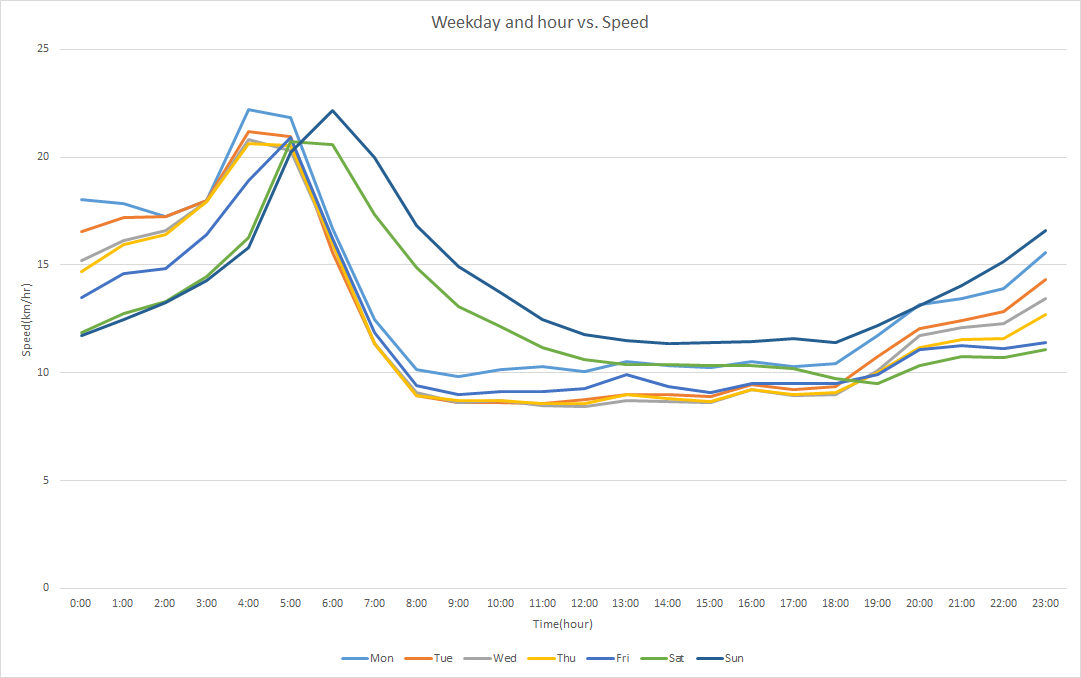 Weekday and hour vs. Speed
25
20
15
10
5
0
Speed(km/hr)
0:00 1:00 2:00 3:00 4:00 5:00 6:00 7:00 8:00 9:00 10:00 11:00 12:00 13:00 14:00 15:00 16:00 17:00 18:00 19:00 20:00 21:00 22:00 23:00
Time(hour)
Mon Tue Wed Thu Fri Sat Sun